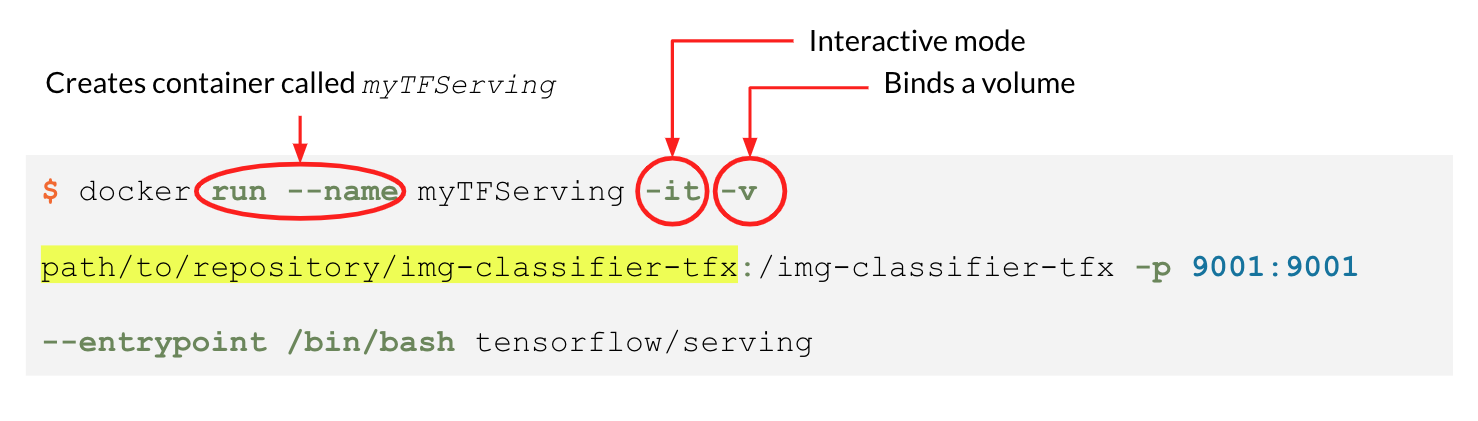 Interactive mode
Creates container called myTFServing
Binds a volume
$ docker run --name myTFServing -it -v
path/to/repository/img-classifier-tfx:/img-classifier-tfx -p 9001:9001
--entrypoint /bin/bash tensorflow/serving